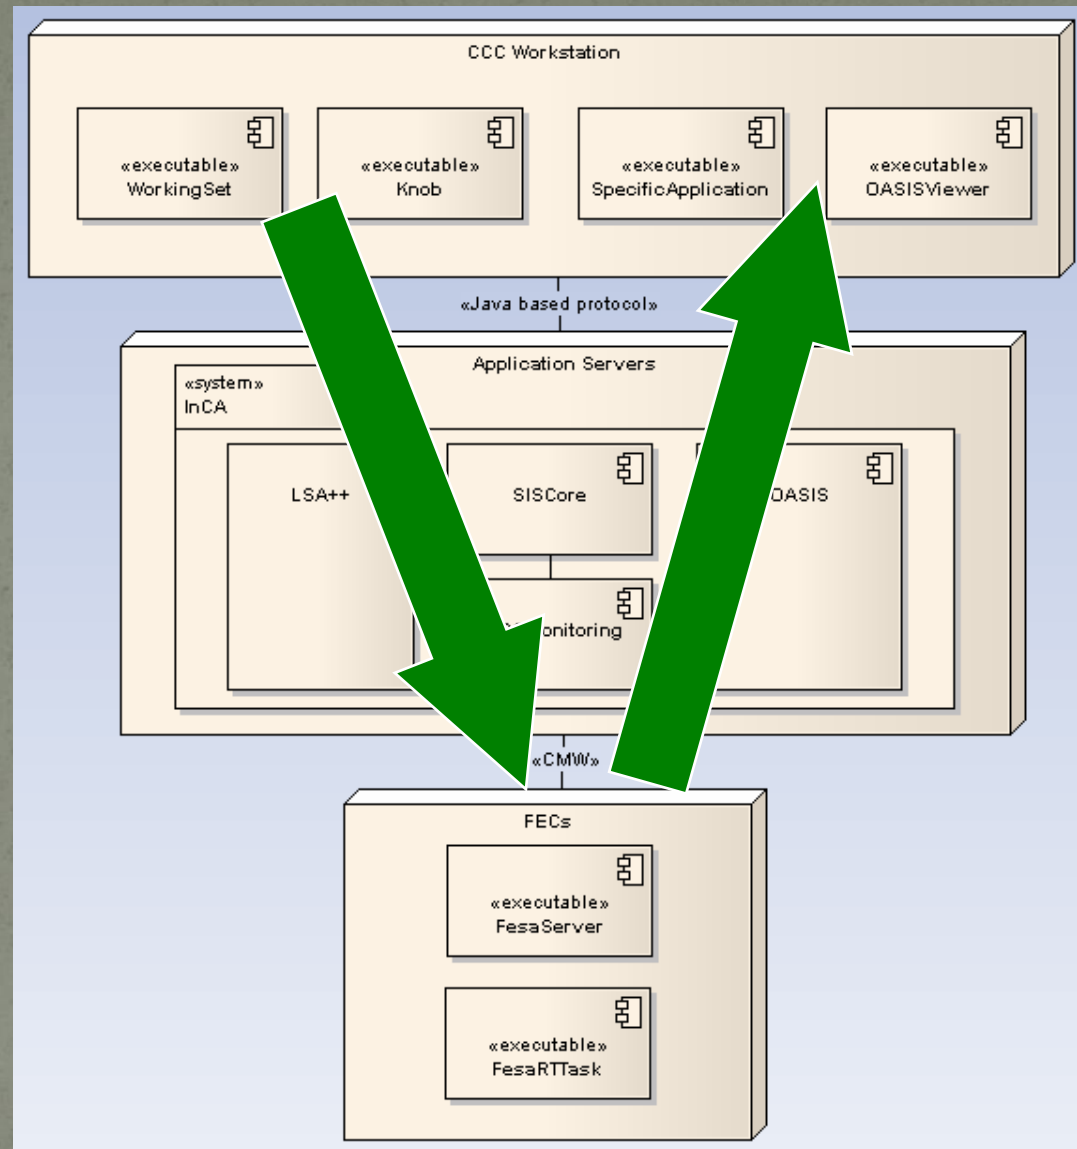 CCC Workstation
«executable»
WorkingSet
«executable»
Knob
«executable»
SpecificApplication
«executable»
OASISViewer
«Java based protocol»
Application Servers
«system»
InCA
LSA++
SISCore
OASIS
«CMW»
FECs
«executable»
FesaServer
«executable»
FesaRTTask